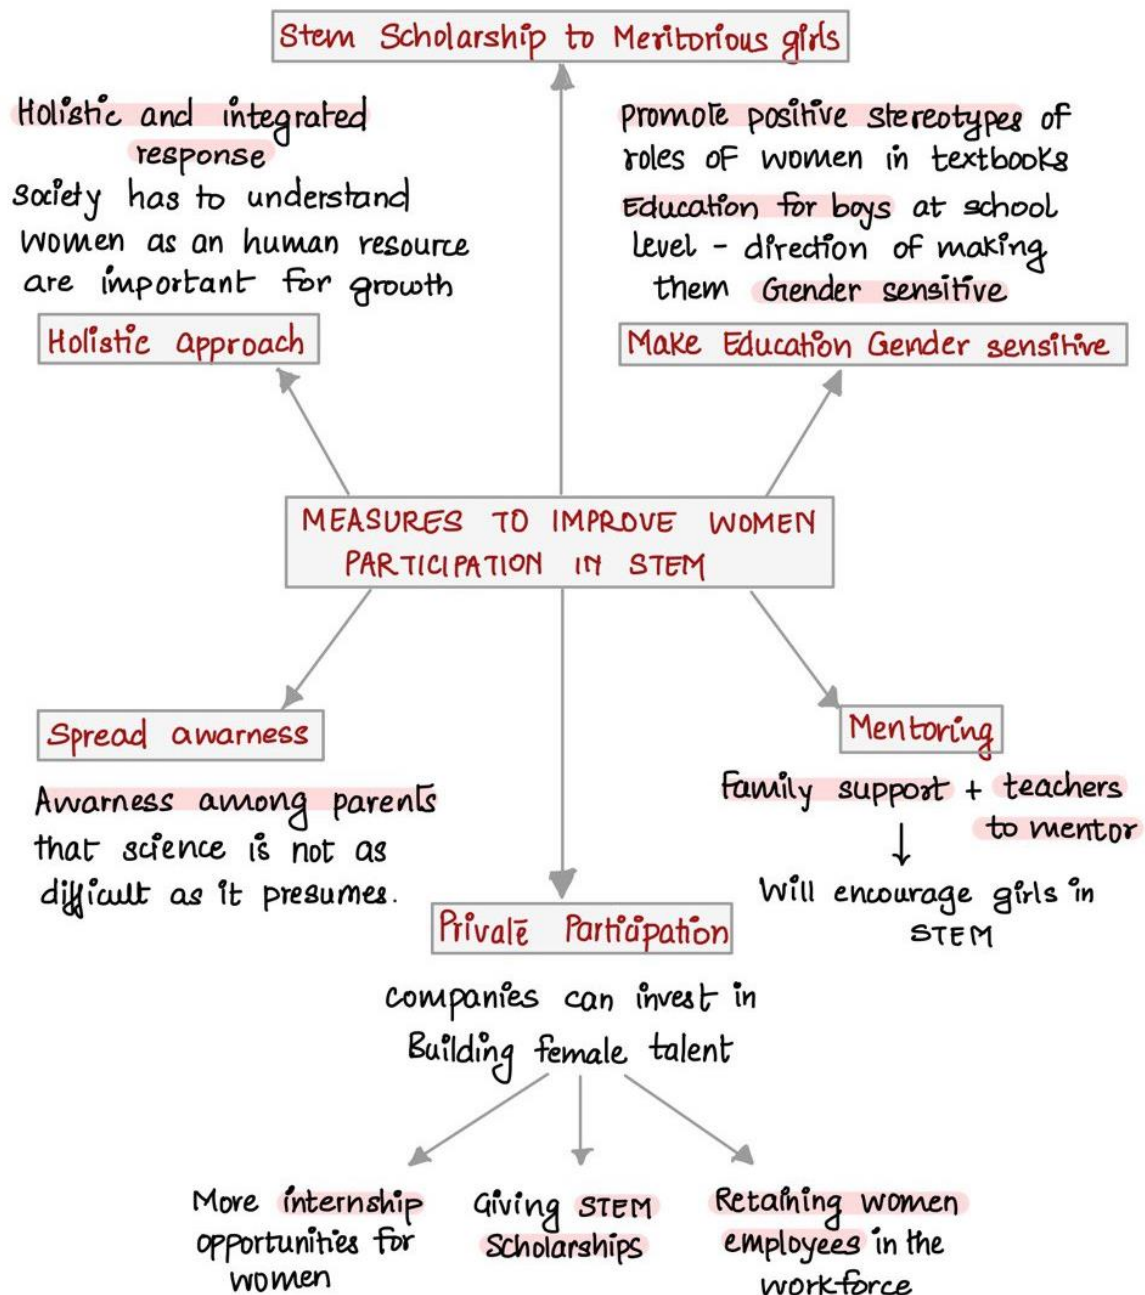 Stem Scholarship to Meritorious girls
Holistic and integrated
response
society has to understand
women as an human resource
are important for growth
Holistic approach
Promote positive stereotypes of
roles of women in textbooks
Education for boys at school
level - direction of making
them Gender sensitive
Make Education Gender sensitive
MEASURES TO IMPROVE WOMEN
PARTICIPATION IN STEM
Spread awarness
Awarness among parents
that science is not as
difficult as it presumes.
Mentoring
Family support + teachers
to mentor
Will encourage girls in
STEM
Private Participation
companies can invest in
Building female talent
More internship
opportunities for
women
Giving STEM
Scholarships
Retaining women
employees in the
workforce